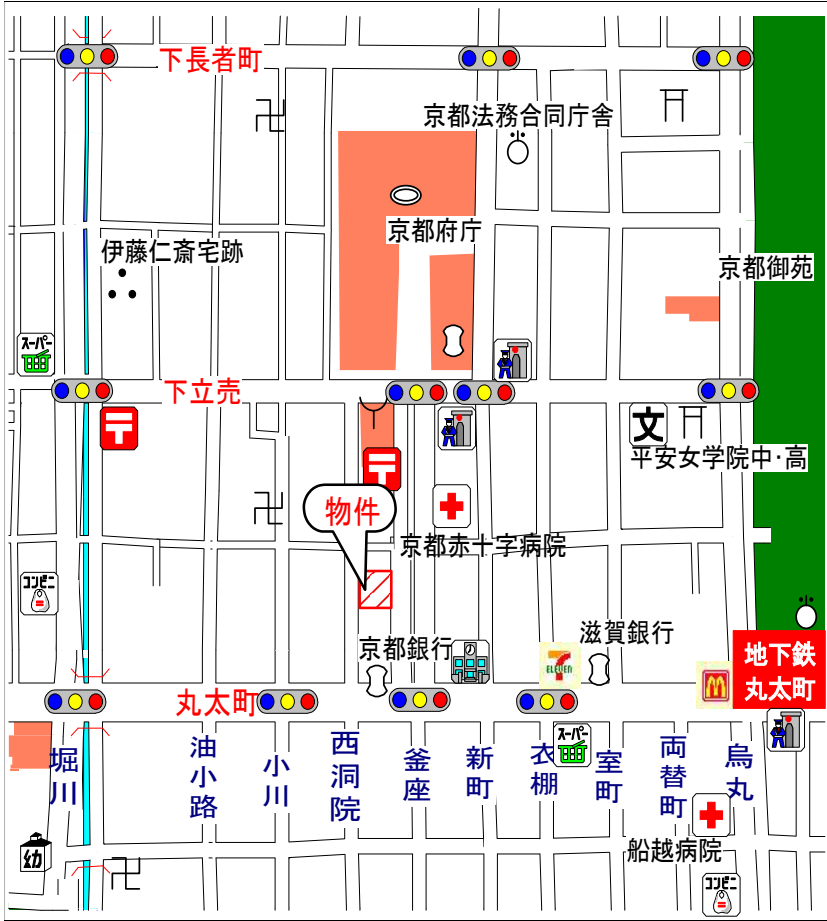 下長者町
京都法務合同庁舎
京都府庁
伊藤仁斎宅跡
京都御苑
スーパー
下立売
文
平安女学院中・高
物件
京都赤十字病院
コンビニ
京都銀行
滋賀銀行
7
ELEVEN
地下鉄
丸太町
丸太町
堀川
油小路
小川
西洞院
釜座
新町
衣棚
スーパー
室町
両替町
烏丸
幼
船越病院
コンビニ